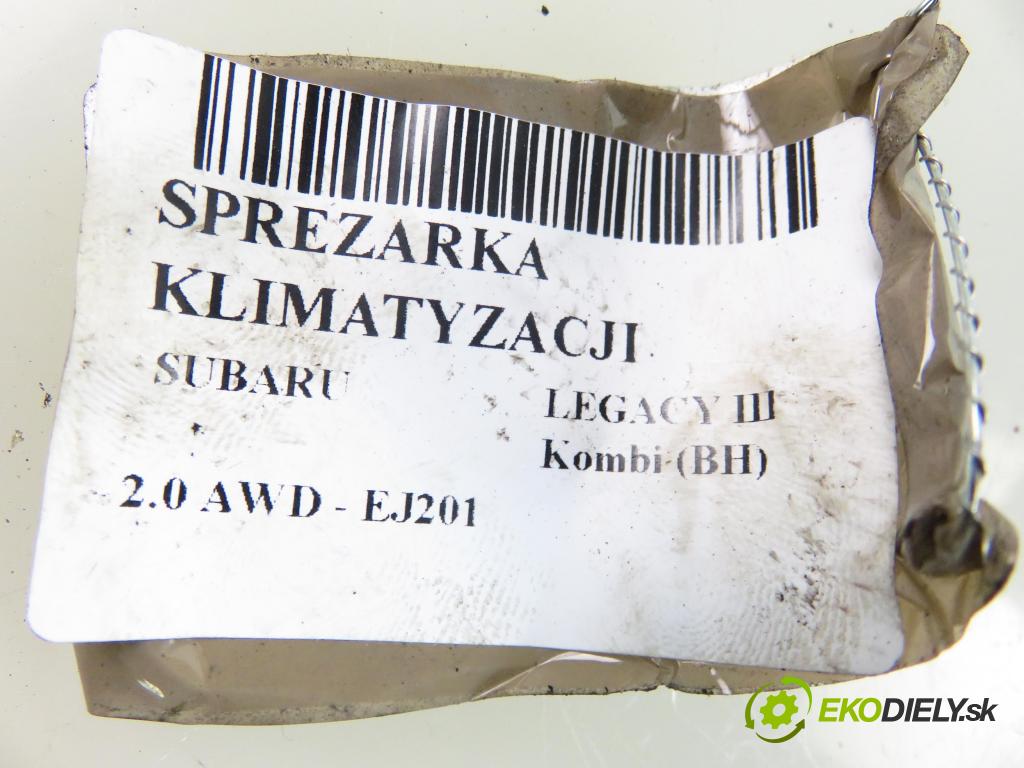 SPREZARKA
KLIMATYZACJI
SUBARU
LEGACY III
Kombi (BH)
2.0 AWD - EJ201
EKODIELY.sk